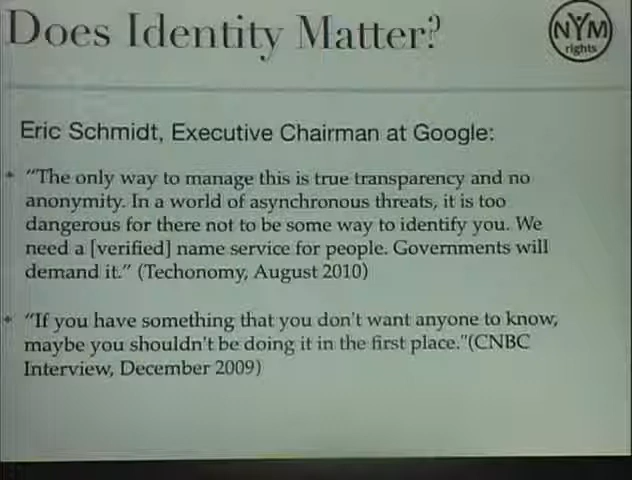 Does Identity Matter?
NYM
rights
Eric Schmidt, Executive Chairman at Google:
"The only way to manage this is true transparency and no
anonymity. In a world of asynchronous threats, it is too
dangerous for there not to be some way to identify you. We
need a [verified] name service for people. Governments will
demand it." (Techonomy, August 2010)
"If you have something that you don't want anyone to know,
maybe you shouldn't be doing it in the first place."(CNBC
Interview, December 2009)